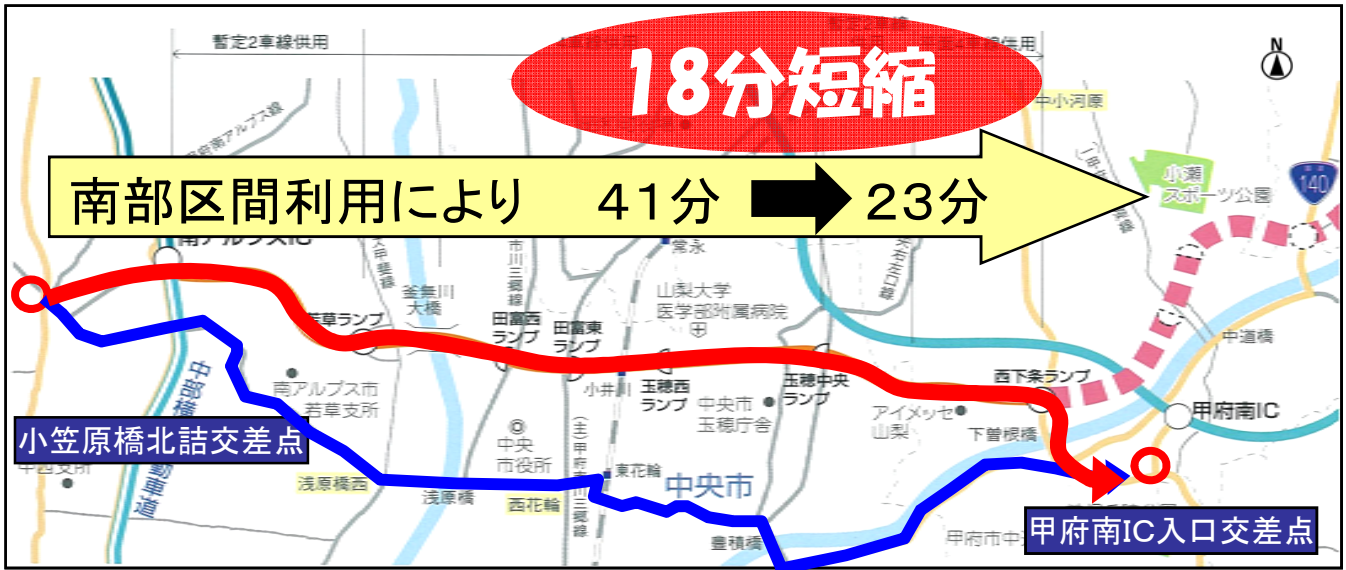 暫定2車線供用
18分短縮
N
中小河原
小瀬
スポーツ公園
140
南部区間利用により 41分 23分
南アルプスIC
常永
市川三郷線
釜無川
大橋
山梨大学
医学部附属病院
若草ランプ
田富西
ランプ
田富東
ランプ
小井川
玉穂西
ランプ
玉穂中央
ランプ
西下条ランプ
中道橋
甲府南IC
南アルプス市
若草支所
中央市
玉穂庁舎
アイメッセ
山梨
下曽根橋
小笠原橋北詰交差点
中央
市役所
東花輪
中央市
浅原橋西
浅原橋
西花輪
豊積橋
甲府南IC入口交差点